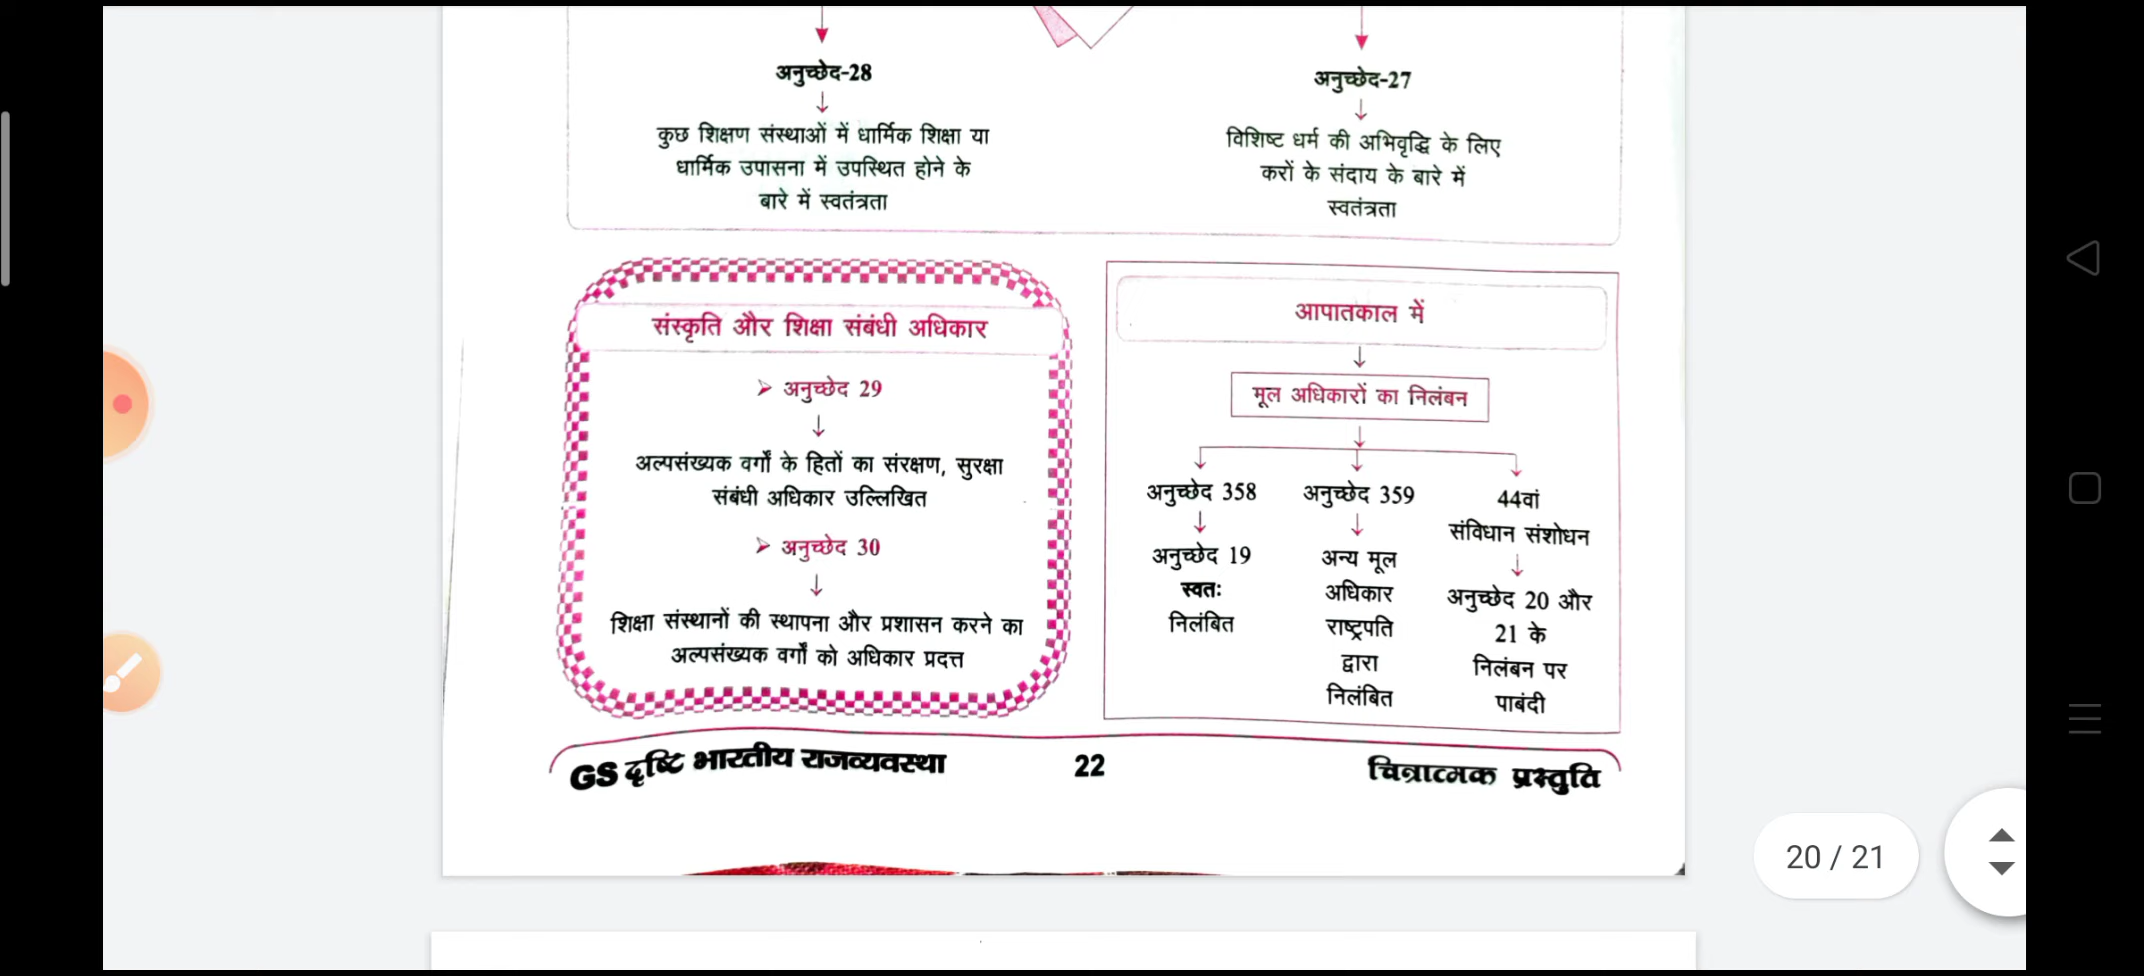 अनुच्छेद-28
कुछ शिक्षण संस्थाओं में धार्मिक शिक्षा या
धार्मिक उपासना में उपस्थित होने के
बारे में स्वतंत्रता
अनुच्छेद-27
विशिष्ट धर्म की अभिवृद्धि के लिए
करों के संदाय के बारे में
स्वतंत्रता
संस्कृति और शिक्षा संबंधी अधिकार
अनुच्छेद 29
अल्पसंख्यक वर्गों के हितों का संरक्षण, सुरक्षा
संबंधी अधिकार उल्लिखित
अनुच्छेद 30
शिक्षा संस्थानों की स्थापना और प्रशासन करने का
अल्पसंख्यक वर्गों को अधिकार प्रदत्त
आपातकाल में
मूल अधिकारों का निलंबन
अनुच्छेद 358
अनुच्छेद 19
स्वतः
निलंबित
अनुच्छेद 359
अन्य मूल
अधिकार
राष्ट्रपति
द्वारा
निलंबित
44वां
संविधान संशोधन
अनुच्छेद 20 और
21 के
निलंबन पर
पाबंदी
GS दृष्टि भारतीय राजव्यवस्था
22
चित्रात्मक प्रस्तुति
20 / 21